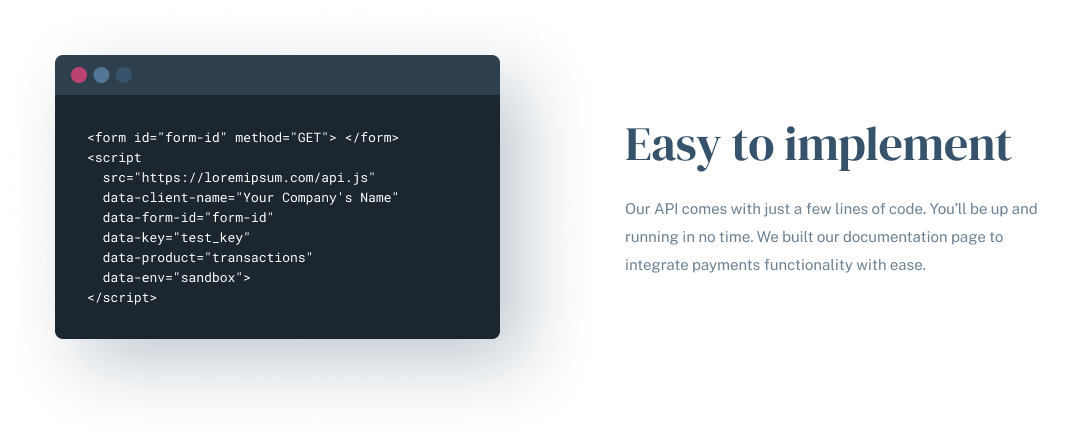 <form id="form-id" method="GET"> </form>
<script
  src="https://loremipsum.com/api.js"
  data-client-name="Your Company's Name"
  data-form-id="form-id"
  data-key="test_key"
  data-product="transactions"
  data-env="sandbox">
</script>
Easy to implement
Our API comes with just a few lines of code. You’ll be up and
running in no time. We built our documentation page to
integrate payments functionality with ease.